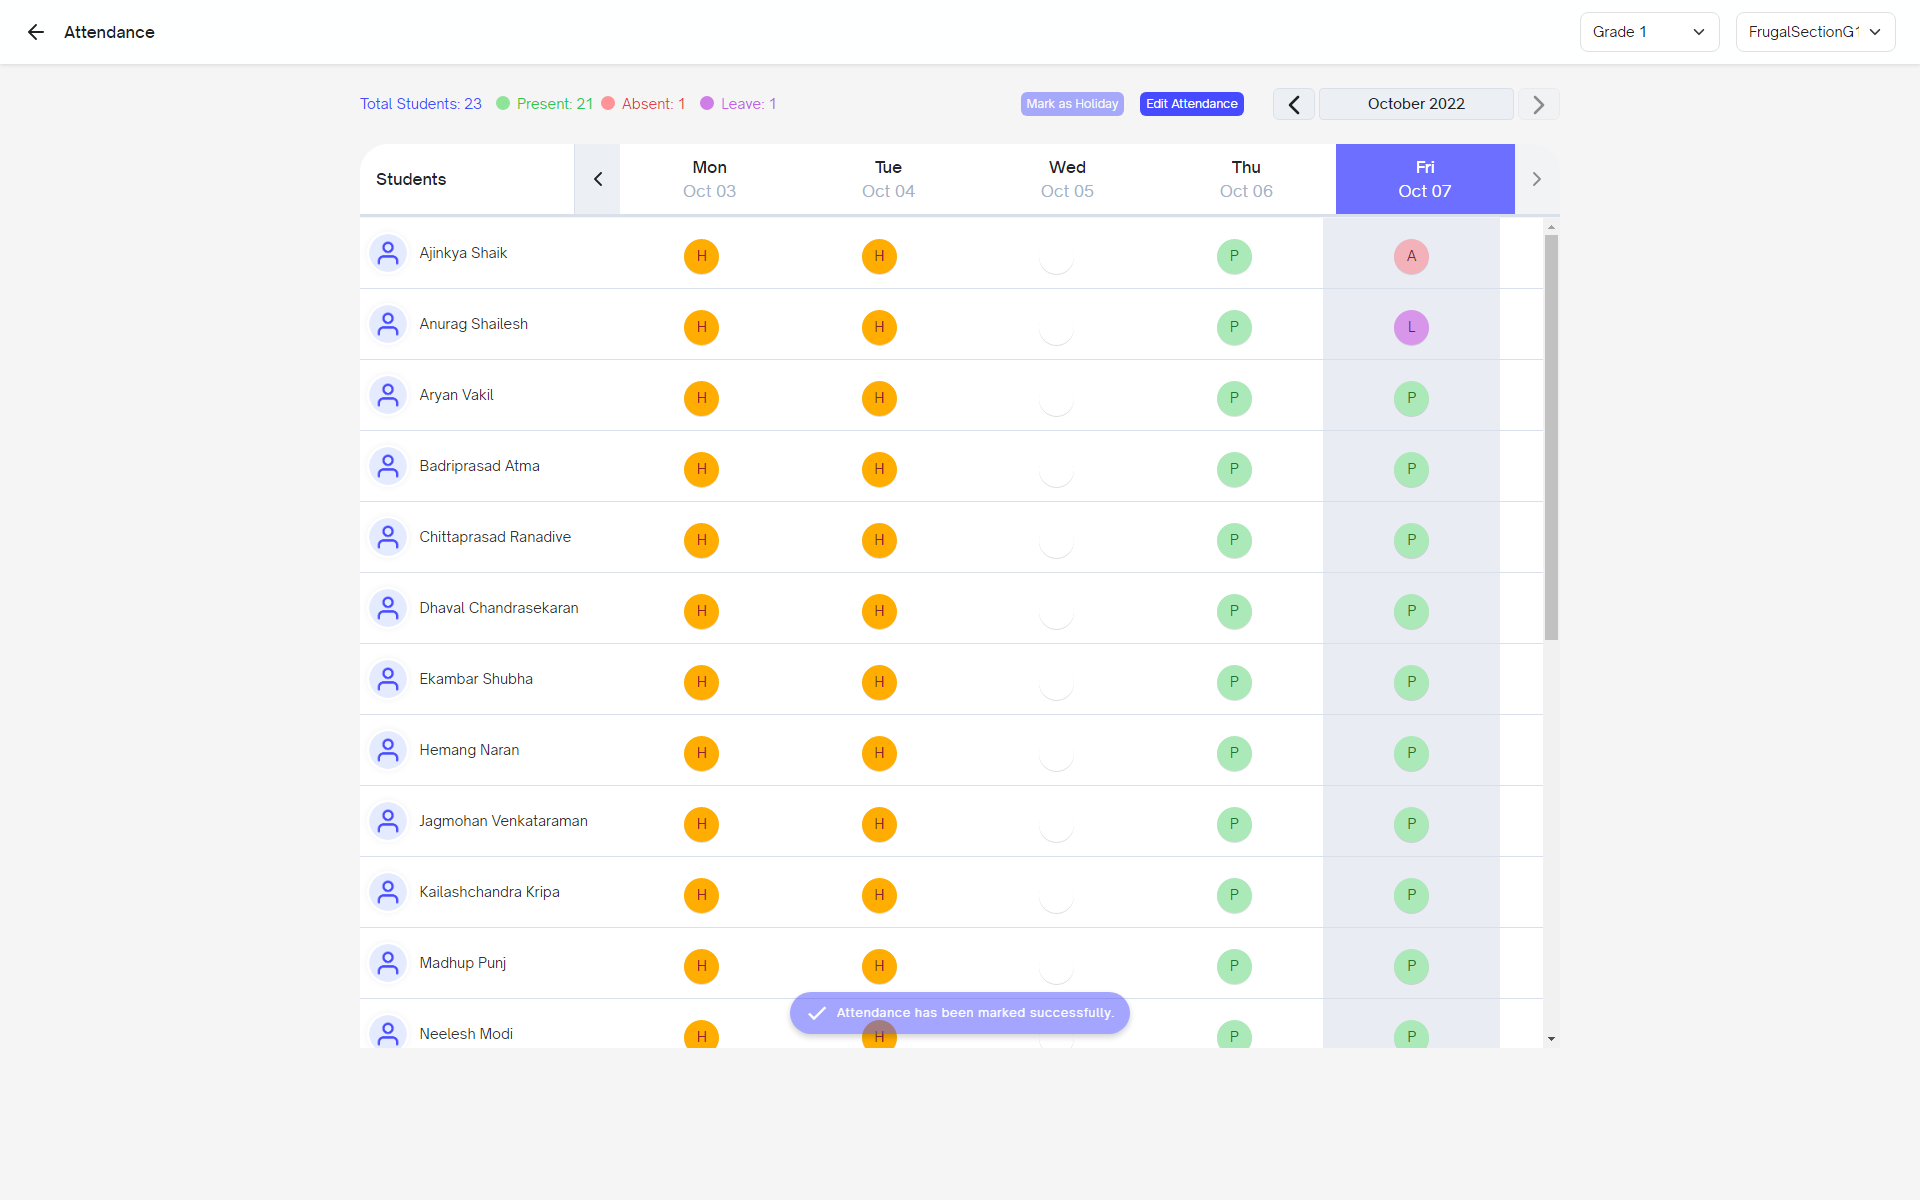 Attendance
Grade 1
FrugalSectionG1
Total Students: 23 Present: 21 Absent: 1 Leave: 1
Mark as Holiday
Edit Attendance
October 2022
Students Mon Tue Wed Thu Fri
Oct 03 Oct 04 Oct 05 Oct 06 Oct 07
Ajinkya Shaik H H P A
Anurag Shailesh H H P L
Aryan Vakil H H P P
Badriprasad Atma H H P P
Chittaprasad Ranadive H H P P
Dhaval Chandrasekaran H H P P
Ekambar Shubha H H P P
Hemang Naran H H P P
Jagmohan Venkataraman H H P P
Kailashchandra Kripa H H P P
Madhup Punj H H P P
Attendance has been marked successfully.
Neelesh Modi H H P P